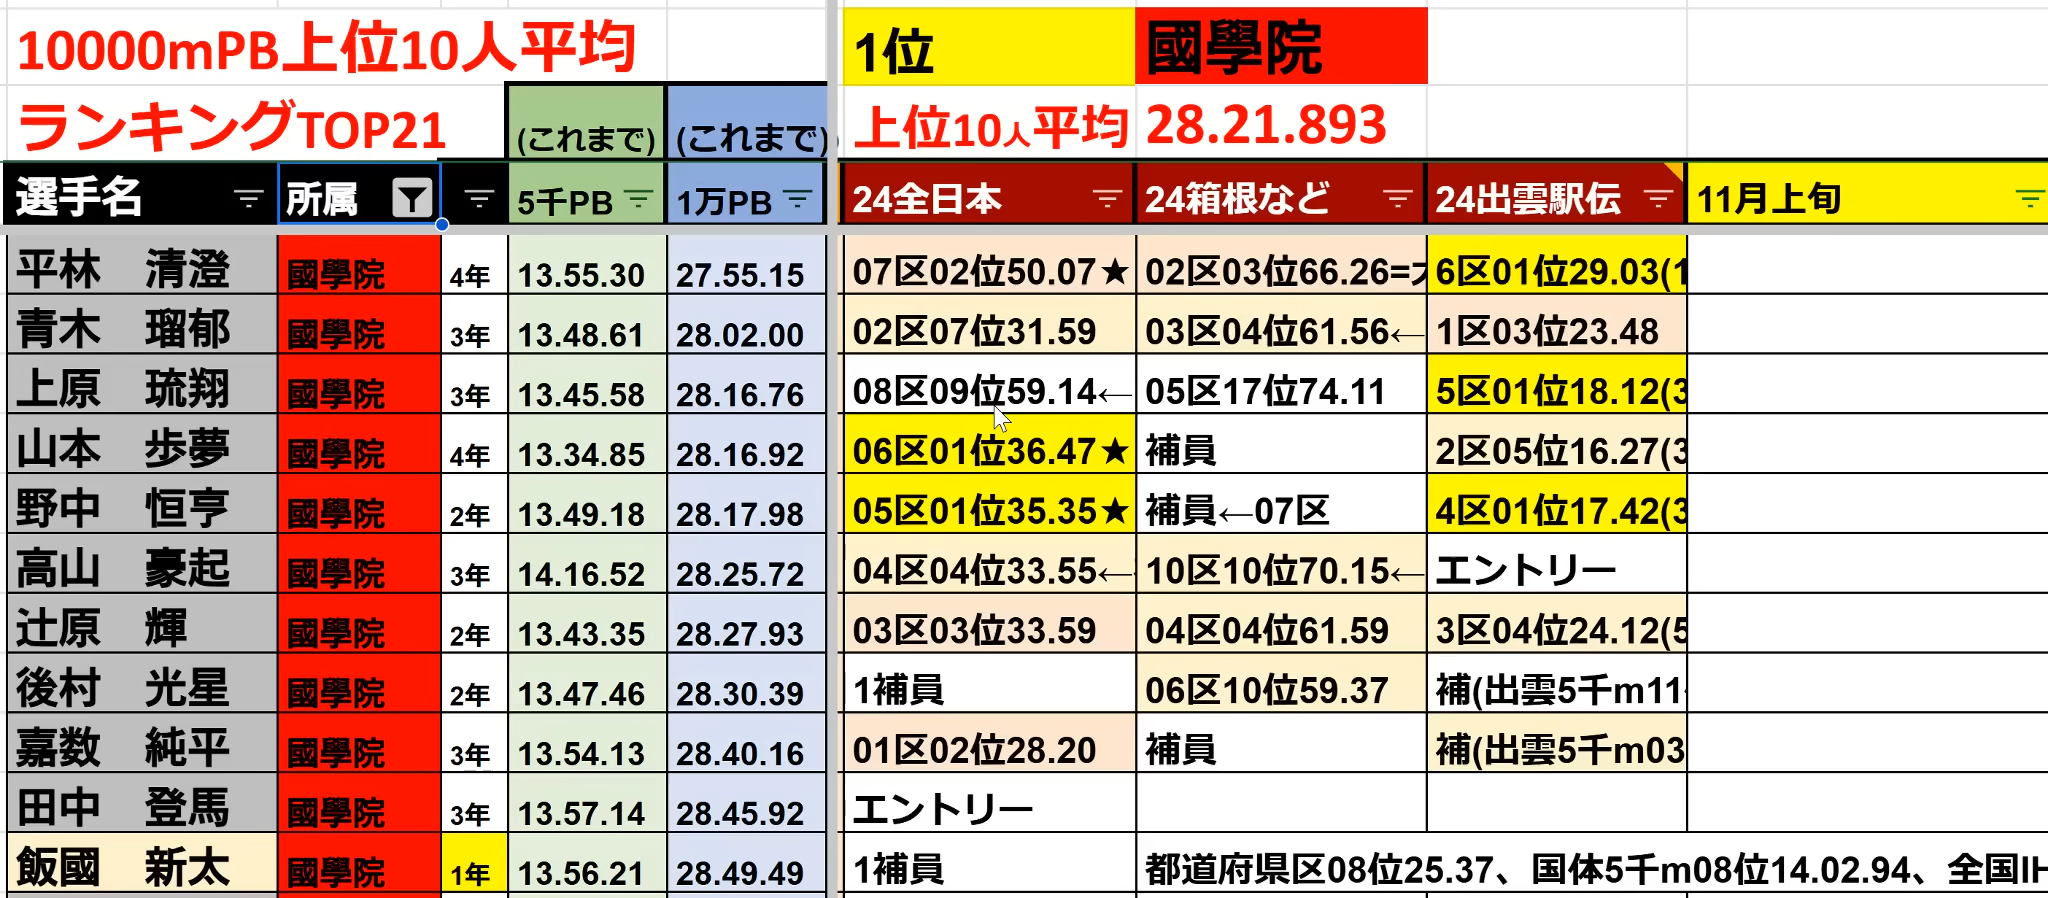 10000mPB上位10人平均 1位 國學院
ランキングTOP21 (これまで) (これまで) 上位10人平均 28.21.893
選手名 所属 5千PB 1万PB 24全日本 24箱根など 24出雲駅伝 11月上旬
平林 清澄 國學院 4年 13.55.30 27.55.15 07区02位50.07★ 02区03位66.26= 6区01位29.03(1
青木 瑠郁 國學院 3年 13.48.61 28.02.00 02区07位31.59 03区04位61.56← 1区03位23.48
上原 琉翔 國學院 3年 13.45.58 28.16.76 08区09位59.14← 05区17位74.11 5区01位18.12(3
山本 歩夢 國學院 4年 13.34.85 28.16.92 06区01位36.47★ 補員 2区05位16.27(3
野中 恒亨 國學院 2年 13.49.18 28.17.98 05区01位35.35★ 補員←07区 4区01位17.42(3
高山 豪起 國學院 3年 14.16.52 28.25.72 04区04位33.55← 10区10位70.15← エントリー
辻原 輝 國學院 2年 13.43.35 28.27.93 03区03位33.59 04区04位61.59 3区04位24.12(5
後村 光星 國學院 2年 13.47.46 28.30.39 1補員 06区10位59.37 補(出雲5千m11
嘉数 純平 國學院 3年 13.54.13 28.40.16 01区02位28.20 補員 補(出雲5千m03
田中 登馬 國學院 3年 13.57.14 28.45.92 エントリー
飯國 新太 國學院 1年 13.56.21 28.49.49 1補員 都道府県区08位25.37、国体5千m08位14.02.94、全国IH